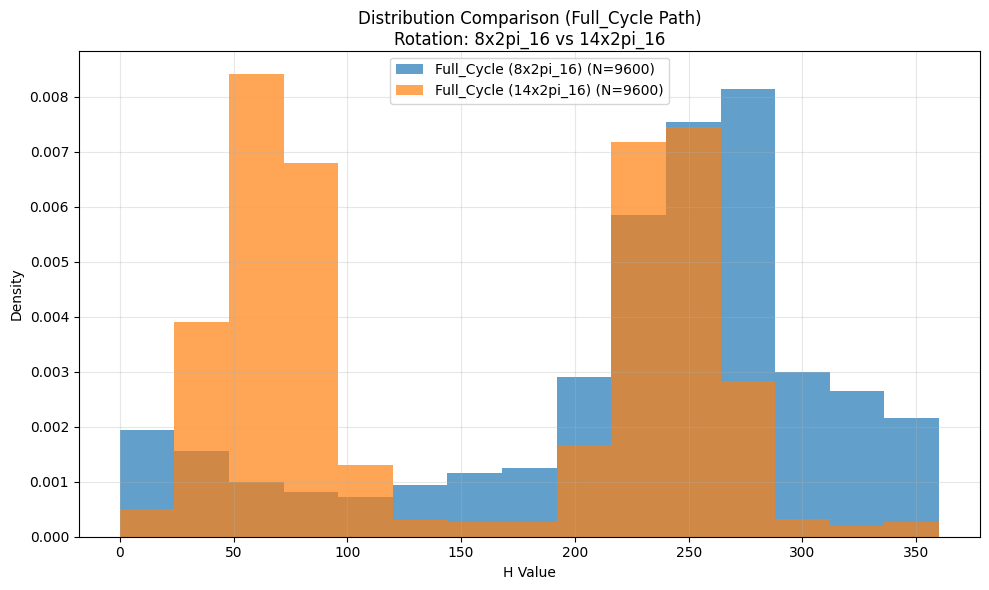 Distribution Comparison (Full_Cycle Path)
Rotation: 8x2pi_16 vs 14x2pi_16
Full_Cycle (8x2pi_16) (N=9600)
Full_Cycle (14x2pi_16) (N=9600)
Density
0.008
0.007
0.006
0.005
0.004
0.003
0.002
0.001
0.000
0 50 100 150 200 250 300 350
H Value